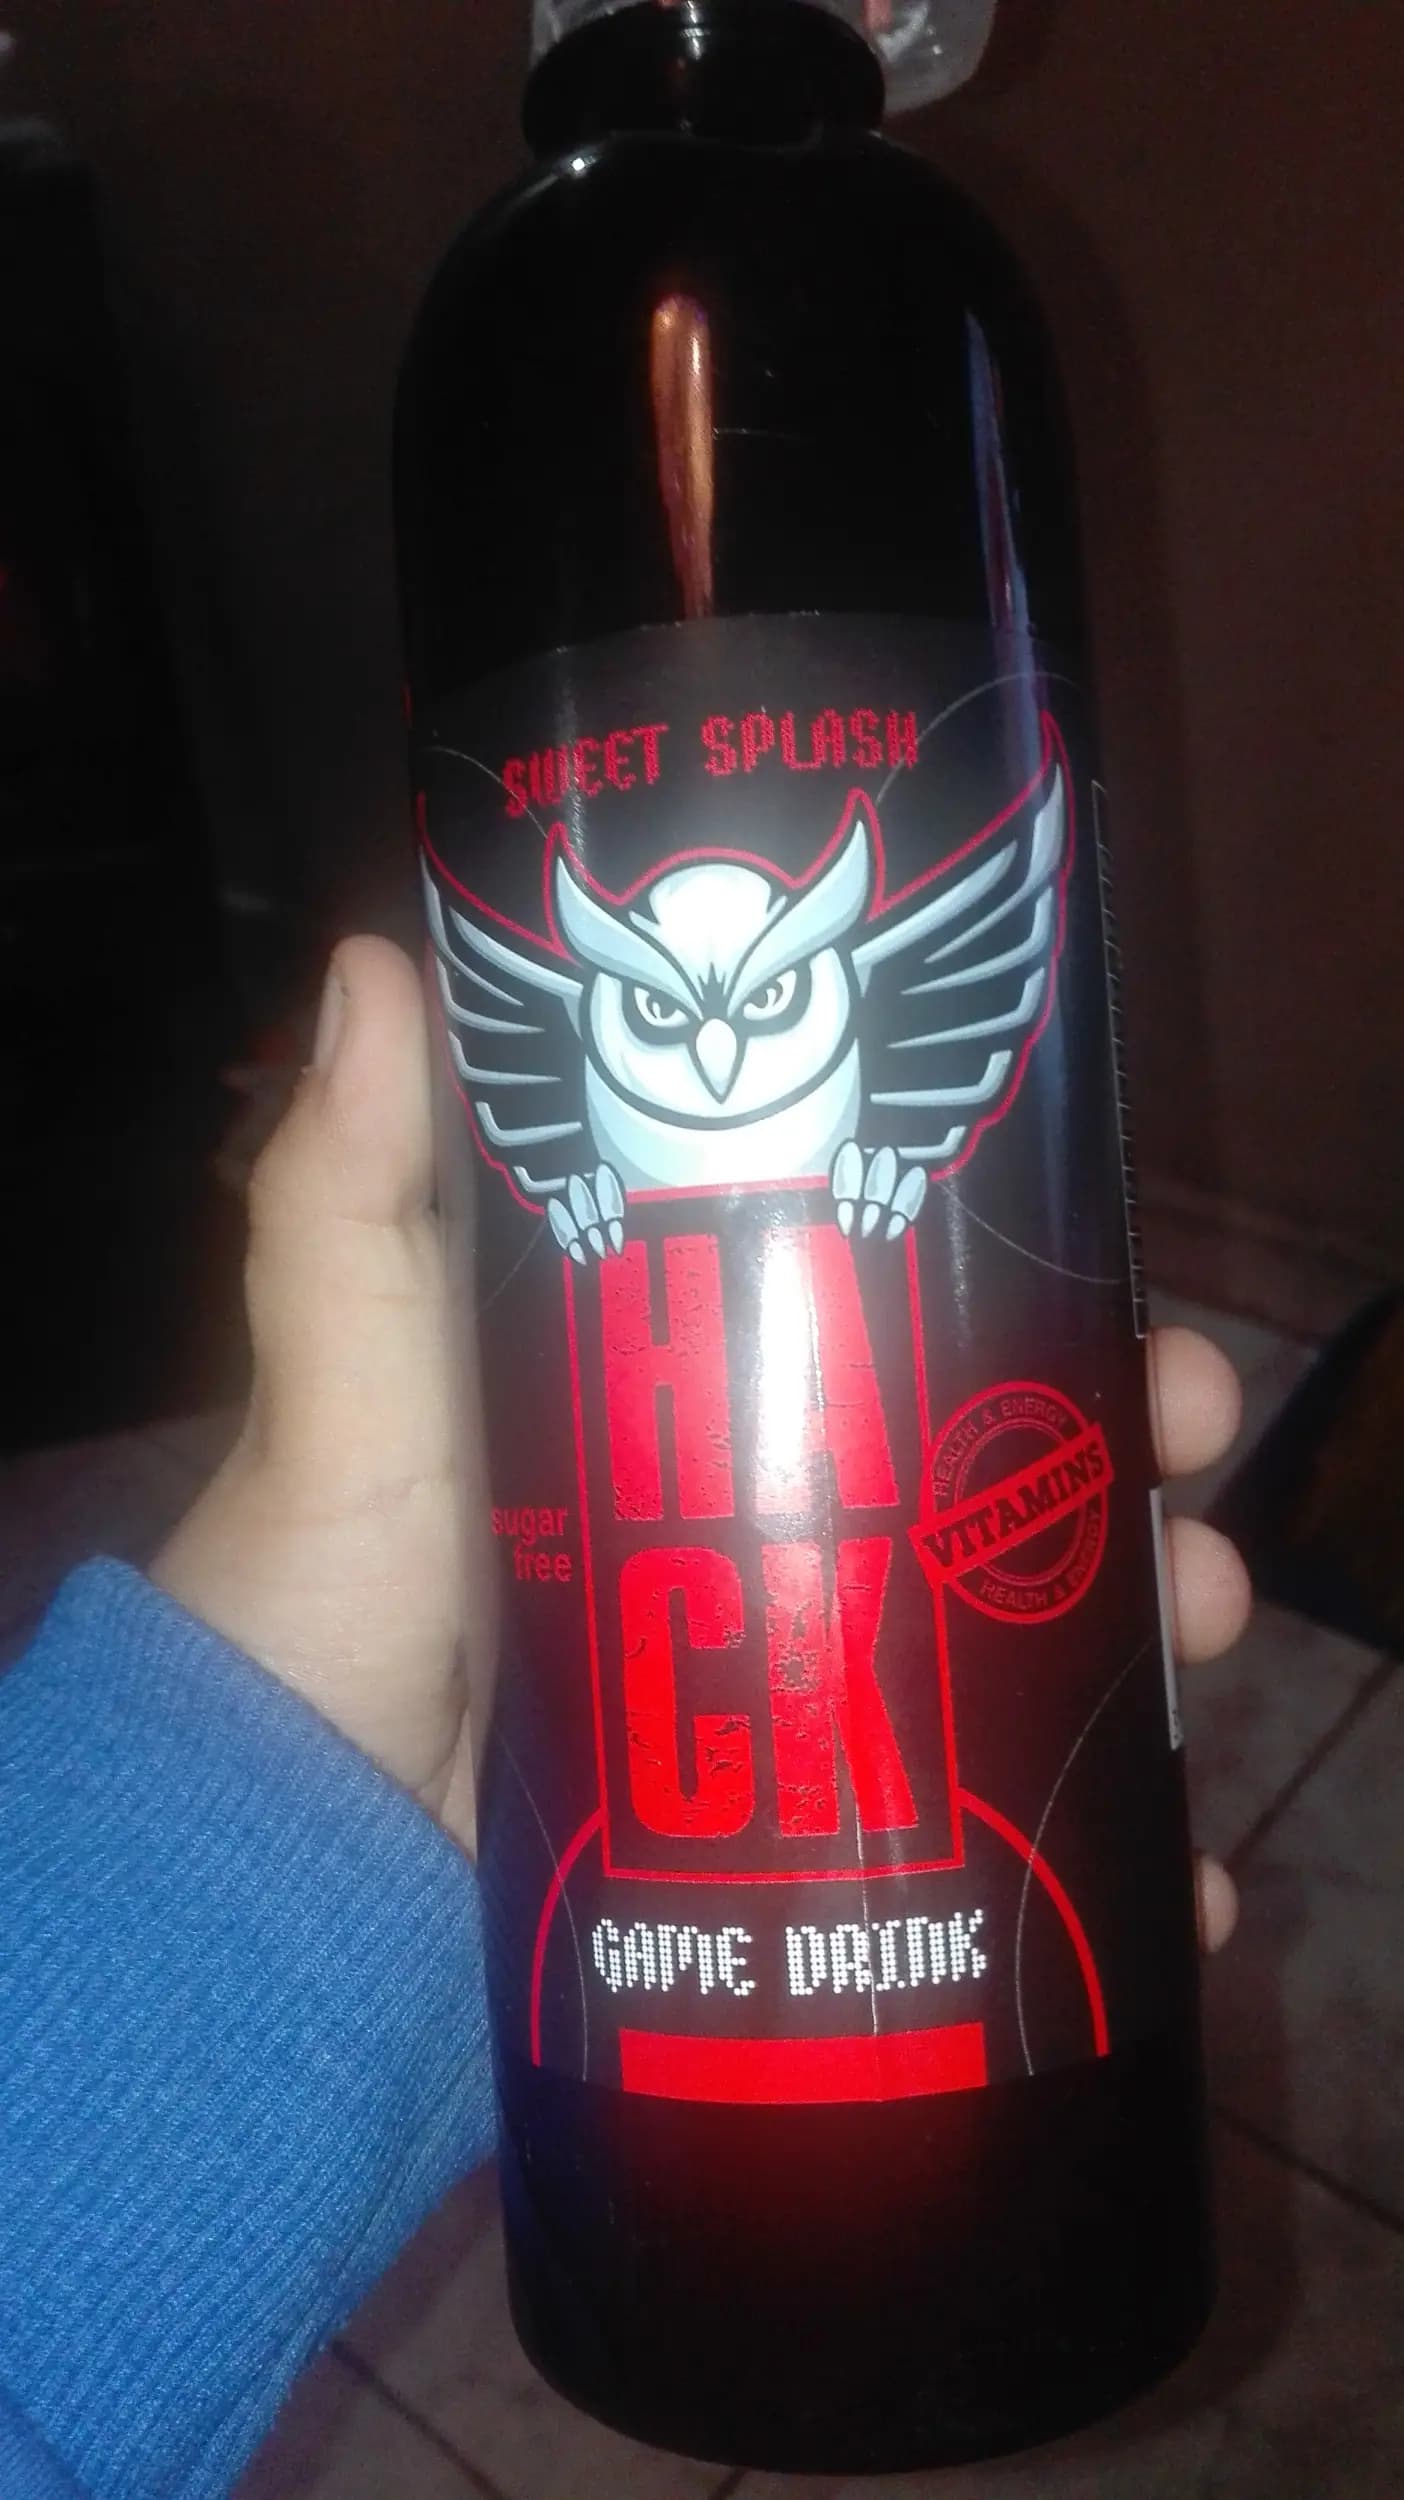 SWEET SPLASH
HA
CK
sugar
free
HEALTH & ENERGY
VITAMINS
HEALTH & ENERGY
GAME DRINK